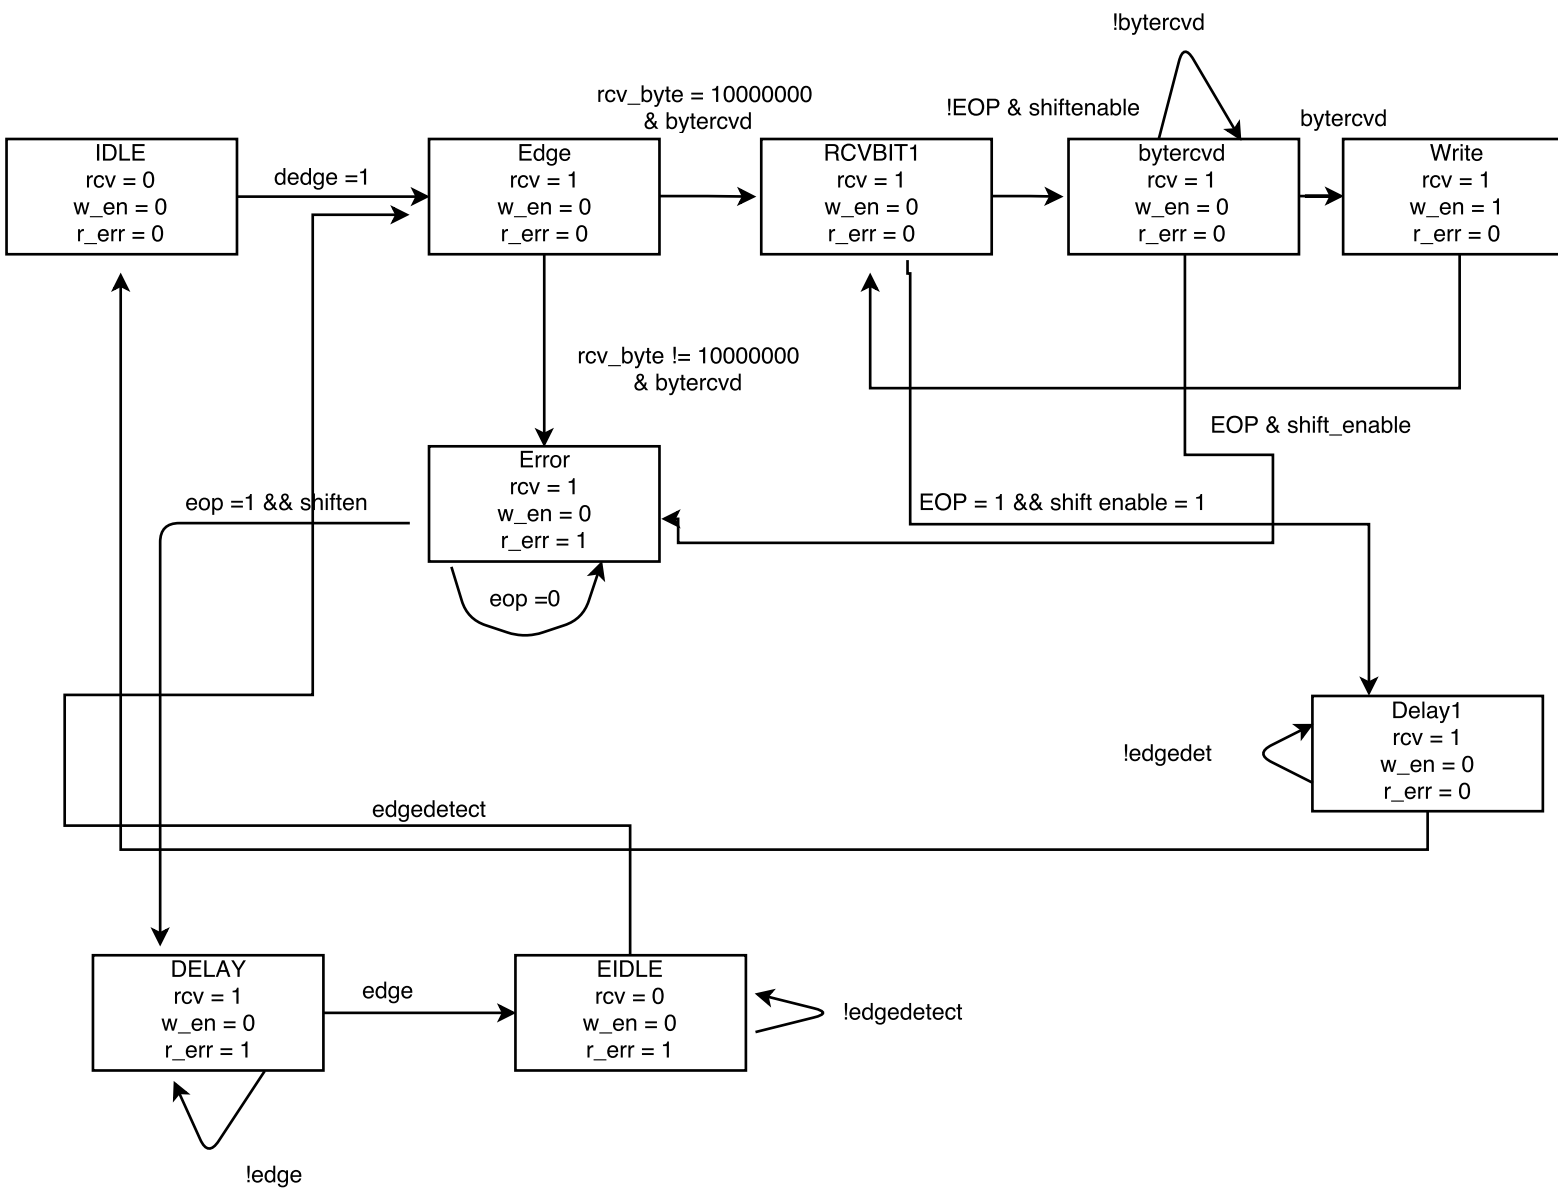 !bytercvd
rcv_byte = 10000000
& bytercvd
!EOP & shiftenable
bytercvd
IDLE
rcv = 0
w_en = 0
r_err = 0
dedge =1
Edge
rcv = 1
w_en = 0
r_err = 0
RCVBIT1
rcv = 1
w_en = 0
r_err = 0
bytercvd
rcv = 1
w_en = 0
r_err = 0
Write
rcv = 1
w_en = 1
r_err = 0
rcv_byte != 10000000
& bytercvd
EOP & shift_enable
Error
rcv = 1
w_en = 0
r_err = 1
eop =1 && shiften
EOP = 1 && shift enable = 1
eop =0
Delay1
rcv = 1
w_en = 0
r_err = 0
!edgedet
edgedetect
DELAY
rcv = 1
w_en = 0
r_err = 1
edge
EIDLE
rcv = 0
w_en = 0
r_err = 1
!edgedetect
!edge